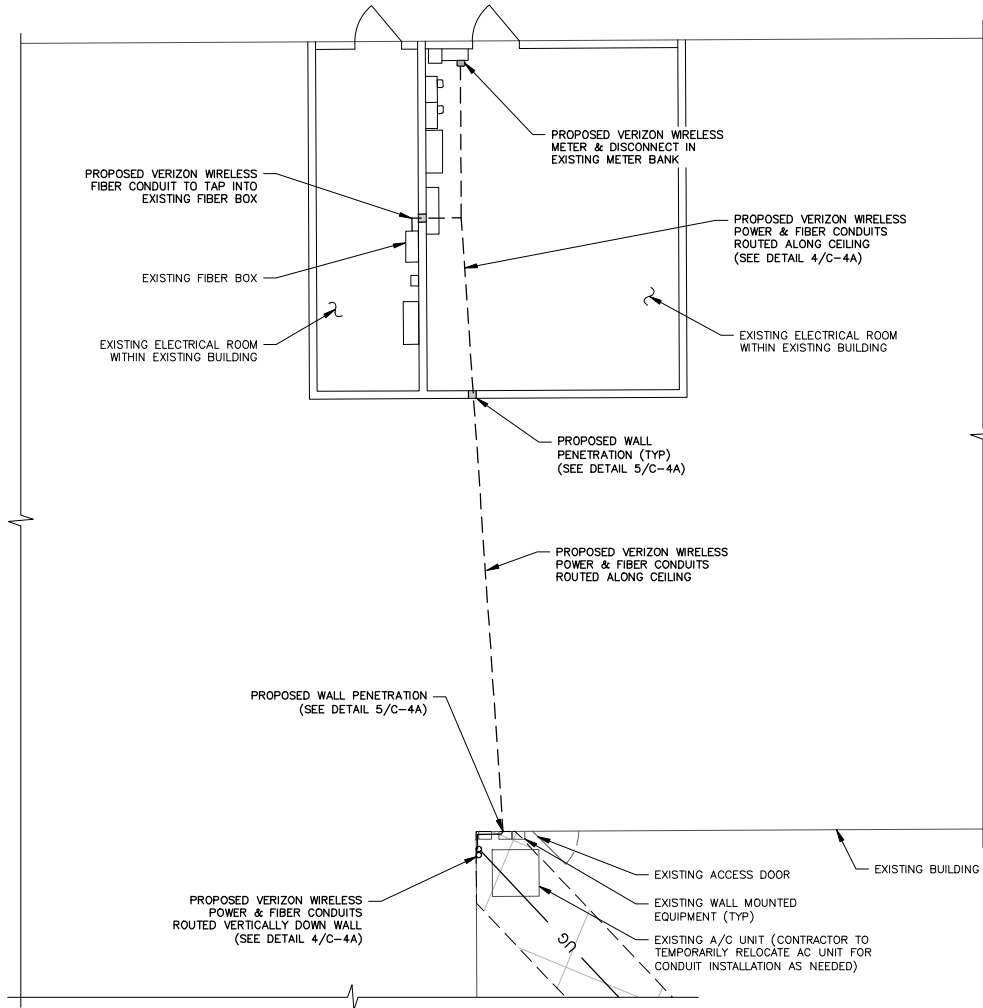 PROPOSED VERIZON WIRELESS
METER & DISCONNECT IN
EXISTING METER BANK
PROPOSED VERIZON WIRELESS
FIBER CONDUIT TO TAP INTO
EXISTING FIBER BOX
PROPOSED VERIZON WIRELESS
POWER & FIBER CONDUITS
ROUTED ALONG CEILING
(SEE DETAIL 4/C-4A)
EXISTING FIBER BOX
EXISTING ELECTRICAL ROOM
WITHIN EXISTING BUILDING
EXISTING ELECTRICAL ROOM
WITHIN EXISTING BUILDING
PROPOSED WALL
PENETRATION (TYP)
(SEE DETAIL 5/C-4A)
PROPOSED VERIZON WIRELESS
POWER & FIBER CONDUITS
ROUTED ALONG CEILING
PROPOSED WALL PENETRATION
(SEE DETAIL 5/C-4A)
EXISTING BUILDING
EXISTING ACCESS DOOR
PROPOSED VERIZON WIRELESS
POWER & FIBER CONDUITS
ROUTED VERTICALLY DOWN WALL
(SEE DETAIL 4/C-4A)
EXISTING WALL MOUNTED
EQUIPMENT (TYP)
EXISTING A/C UNIT (CONTRACTOR TO
TEMPORARILY RELOCATE AC UNIT FOR
CONDUIT INSTALLATION AS NEEDED)
UG